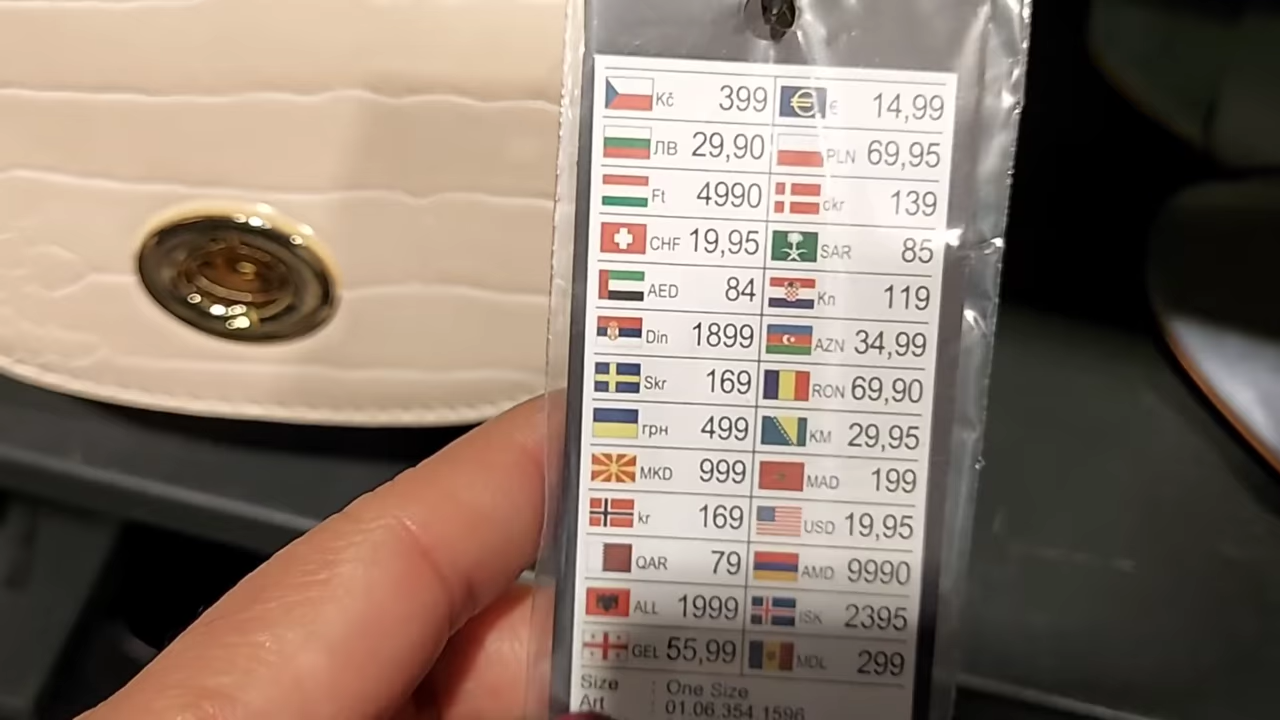 Kč 399 € 14,99
ЛВ 29,90 PLN 69,95
Ft 4990 dkr 139
CHF 19,95 SAR 85
AED 84 Kn 119
Din 1899 AZN 34,99
Skr 169 RON 69,90
грн 499 KM 29,95
MKD 999 MAD 199
kr 169 USD 19,95
QAR 79 AMD 9990
ALL 1999 ISK 2395
GEL 55,99 MDL 299
Size : One Size
Art : 01.06.354.1596